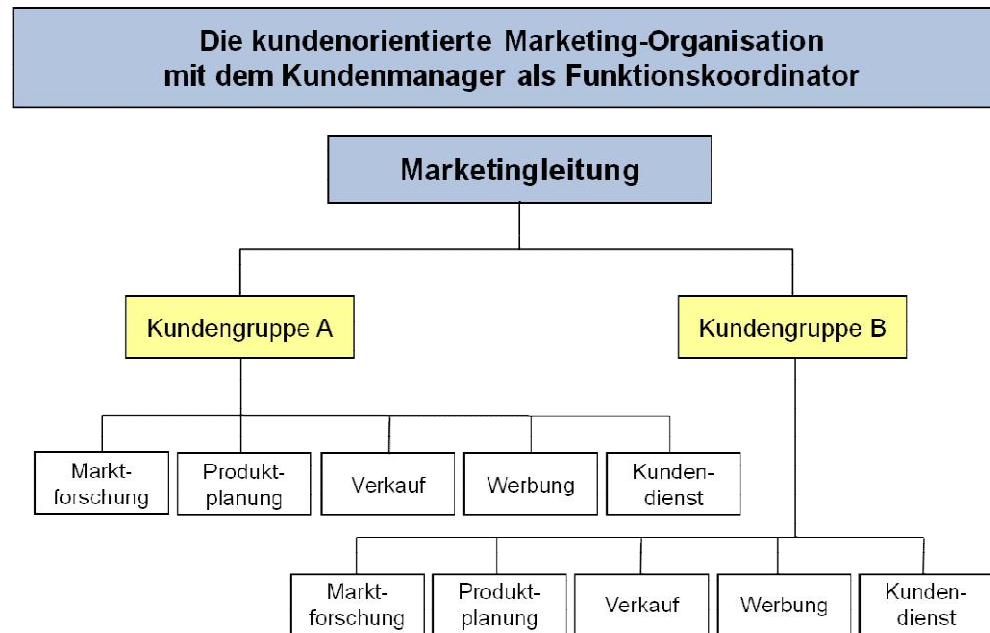 Die kundenorientierte Marketing-Organisation
mit dem Kundenmanager als Funktionskoordinator
Marketingleitung
Kundengruppe A
Kundengruppe B
Markt-
forschung
Produkt-
planung
Verkauf
Werbung
Kunden-
dienst
Markt-
forschung
Produkt-
planung
Verkauf
Werbung
Kunden-
dienst